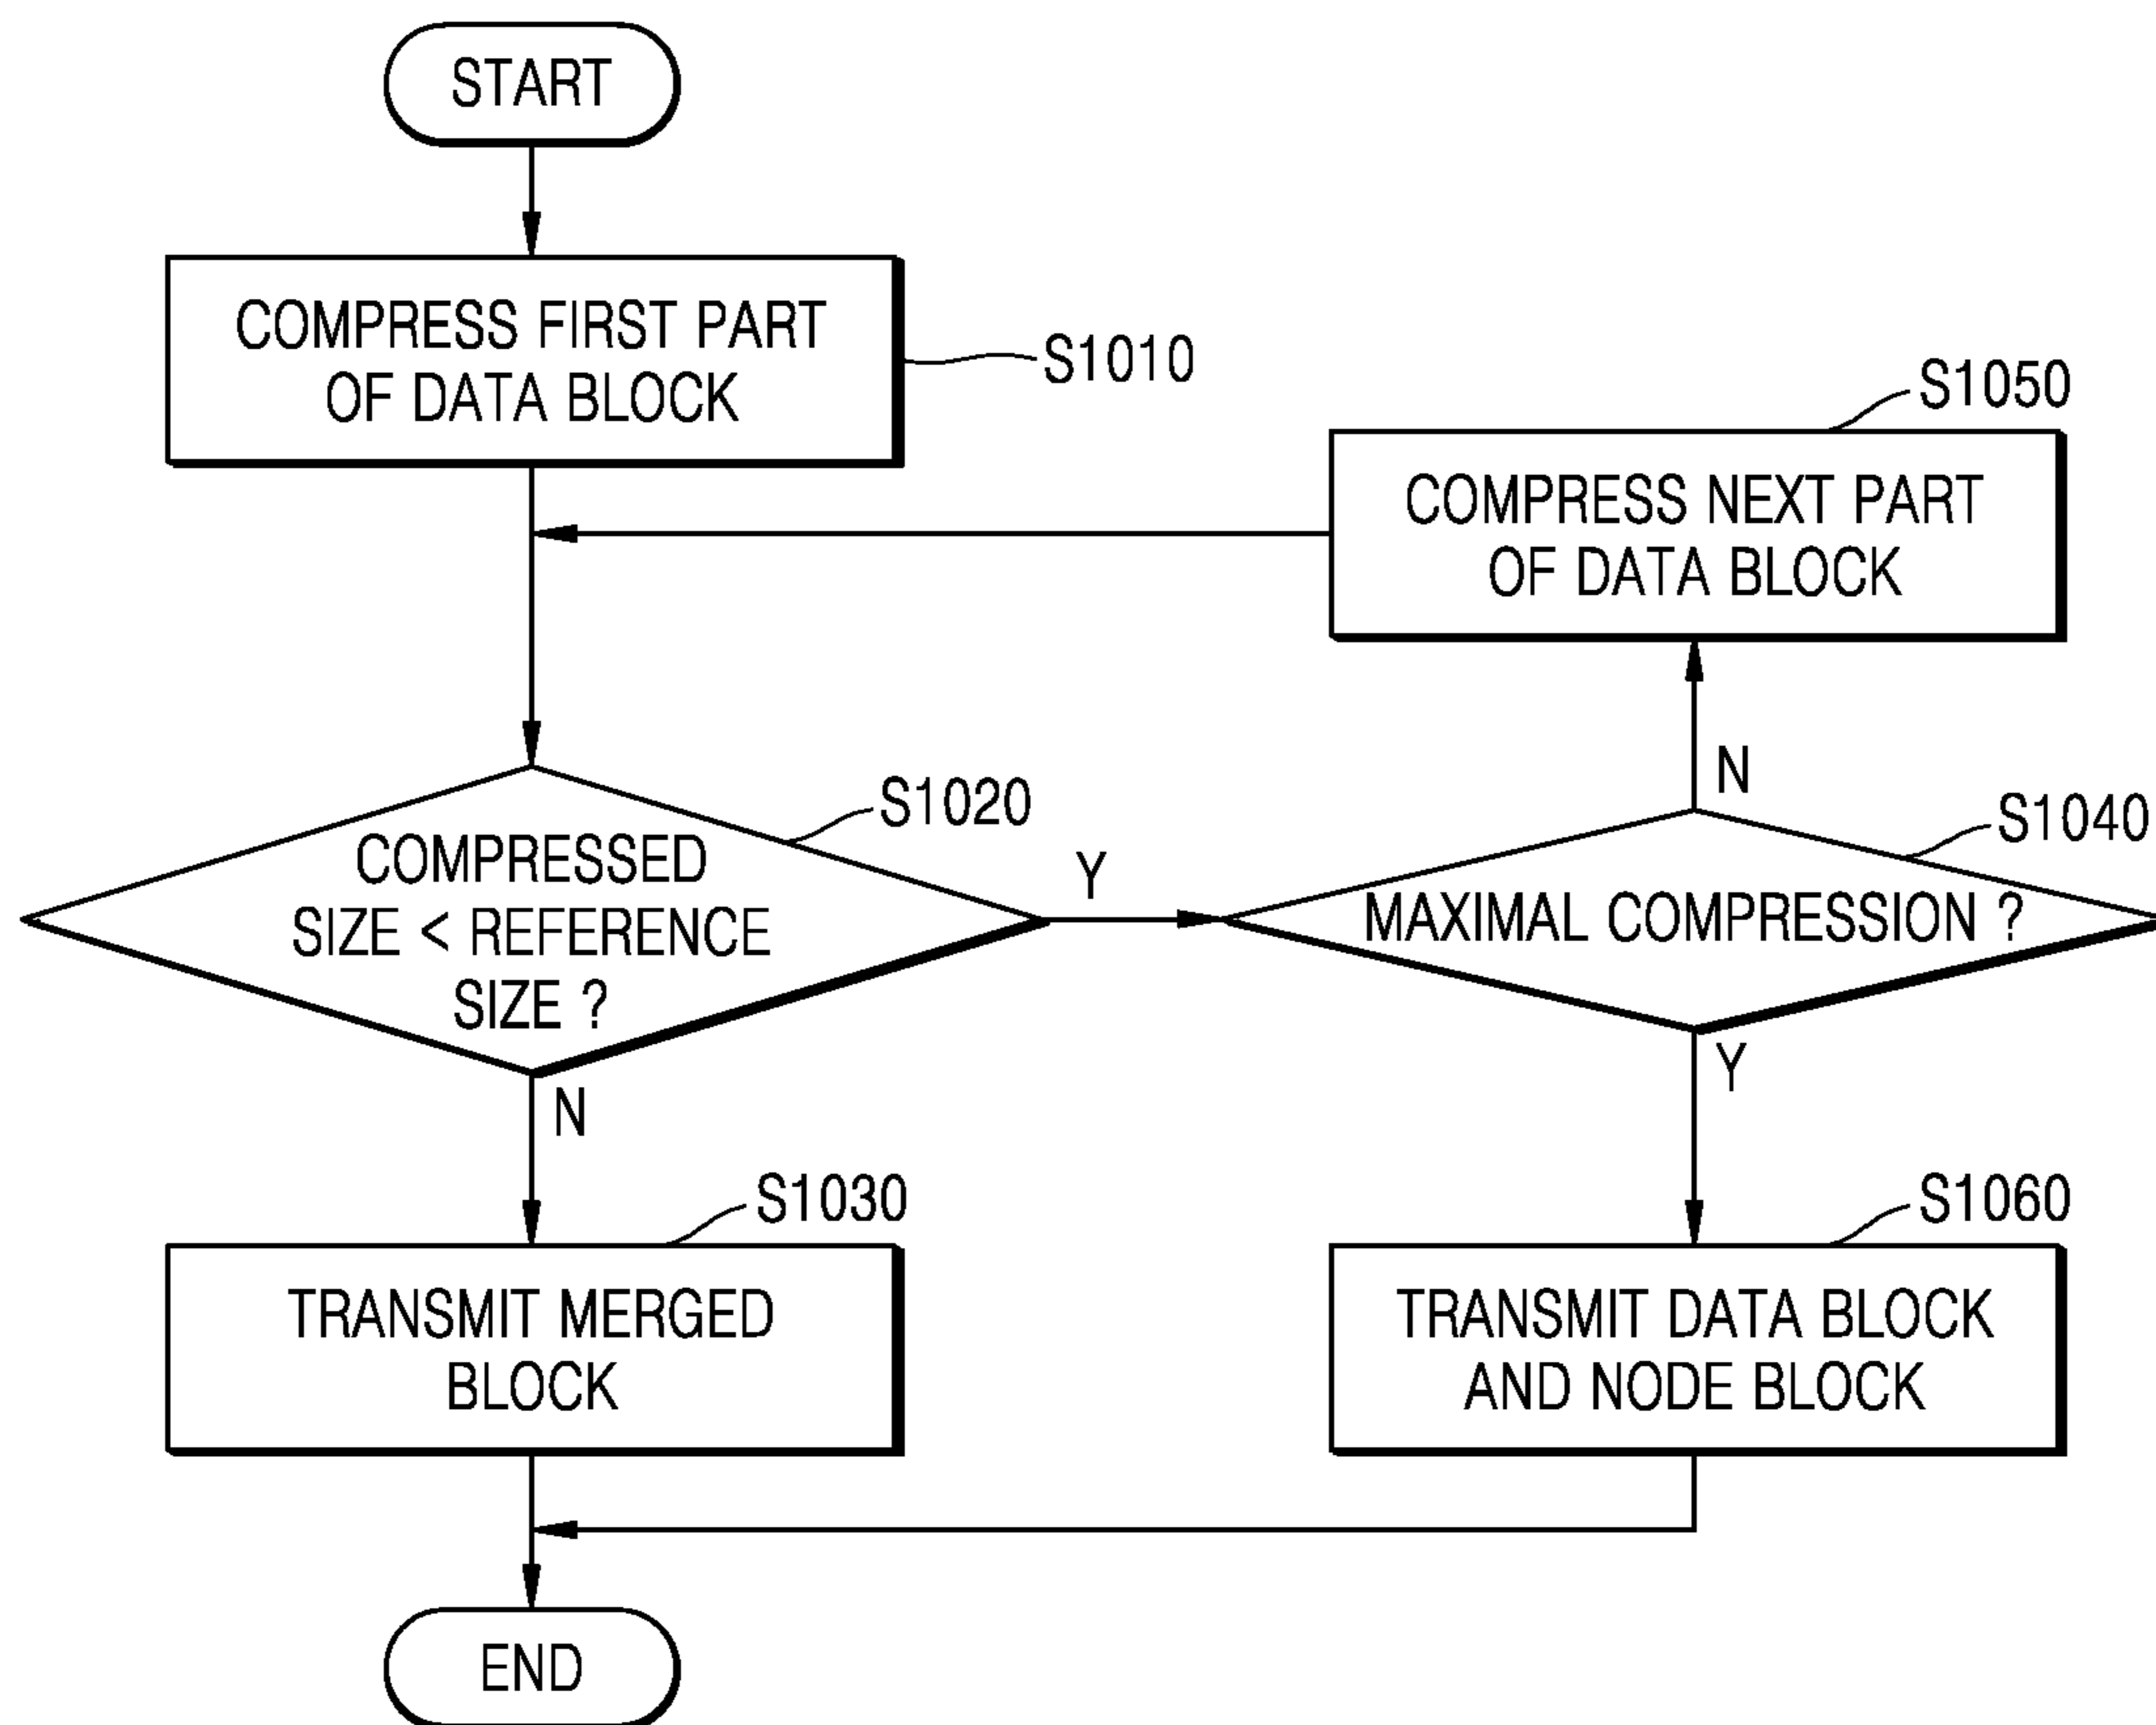 START
COMPRESS FIRST PART
OF DATA BLOCK
S1010
S1050
COMPRESS NEXT PART
OF DATA BLOCK
N
S1020
S1040
COMPRESSED
SIZE < REFERENCE
SIZE ?
Y
MAXIMAL COMPRESSION ?
Y
N
S1030
S1060
TRANSMIT MERGED
BLOCK
TRANSMIT DATA BLOCK
AND NODE BLOCK
END